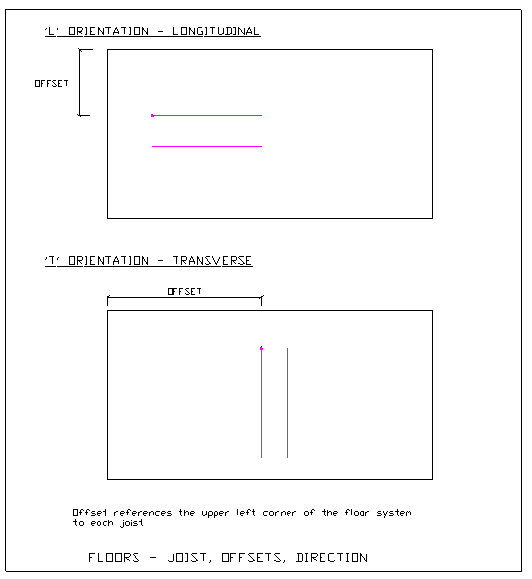 'L' ORIENTATION - LONGITUDINAL
OFFSET
'T' ORIENTATION - TRANSVERSE
OFFSET
Offset references the upper left corner of the floor system
to each joist
FLOORS - JOIST, OFFSETS, DIRECTION